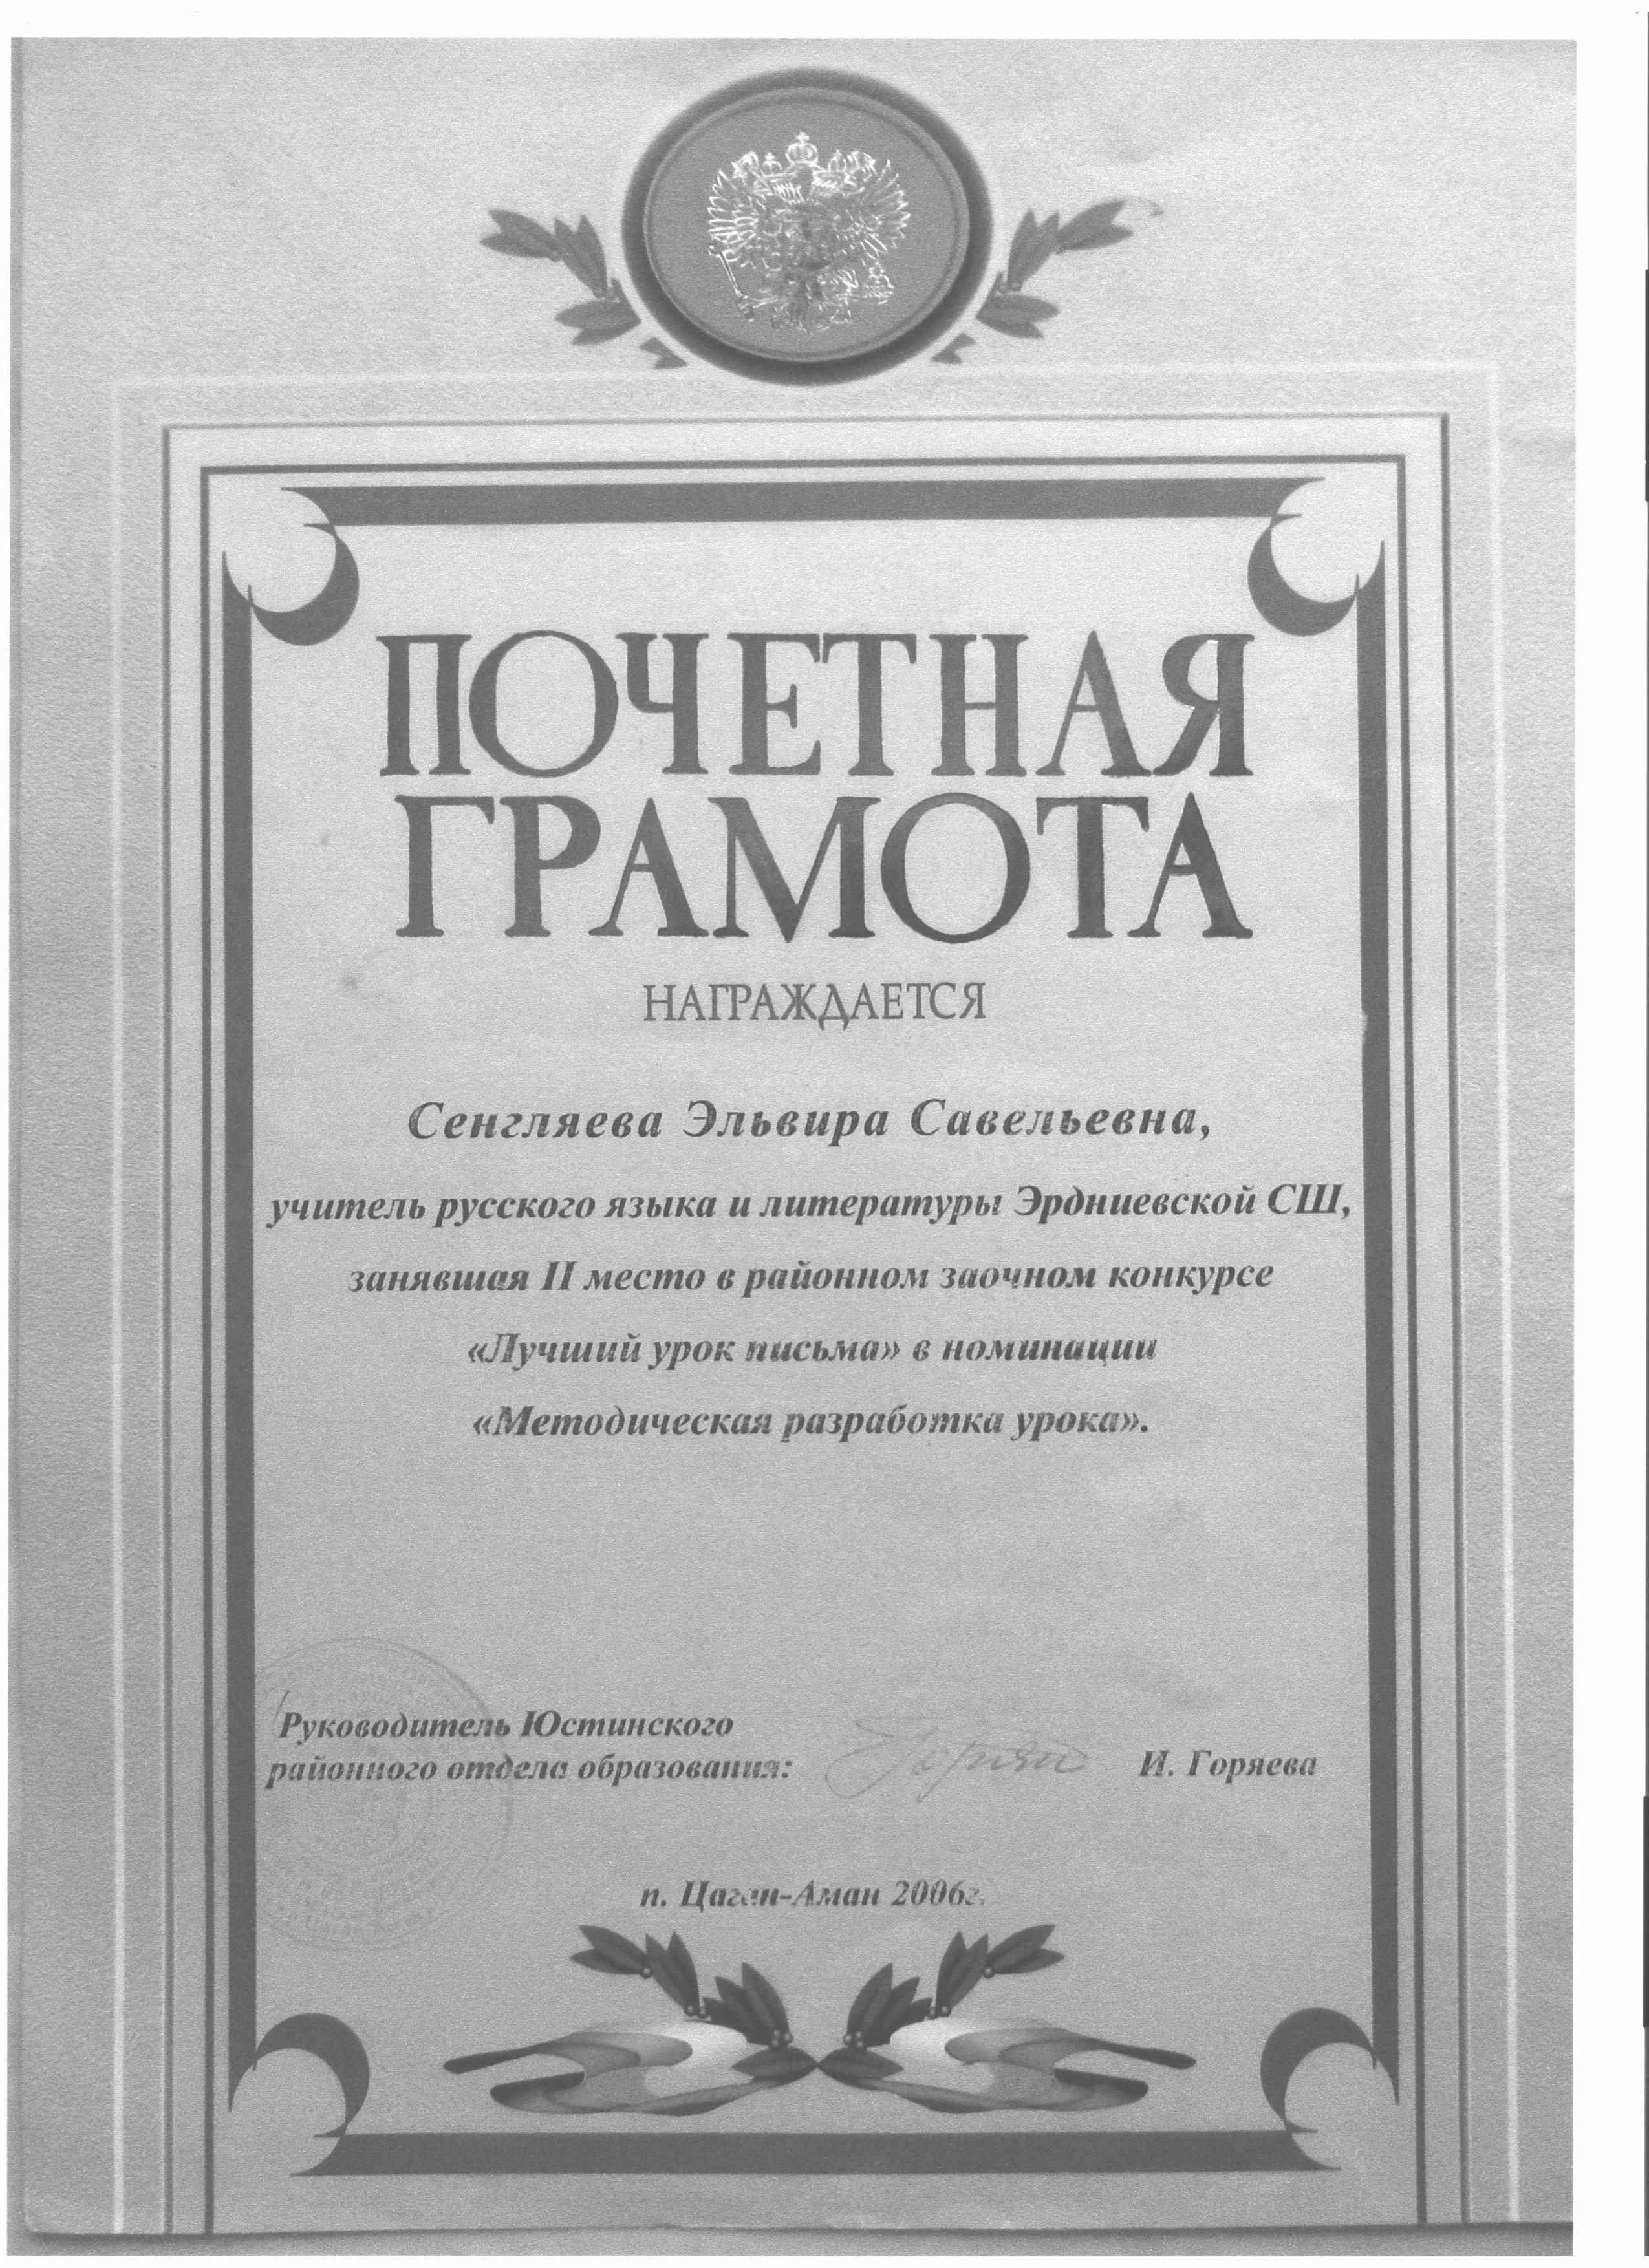 ПОЧЕТНАЯ
ГРАМОТА
НАГРАЖДАЕТСЯ
Сенгляева Эльвира Савельевна,
учитель русского языка и литературы Эрдниевской СШ,
занявшая II место в районном заочном конкурсе
«Лучший урок письма» в номинации
«Методическая разработка урока».
Руководитель Юстинского
районного отдела образования:
И. Горяева
п. Цаган-Аман 2006г.